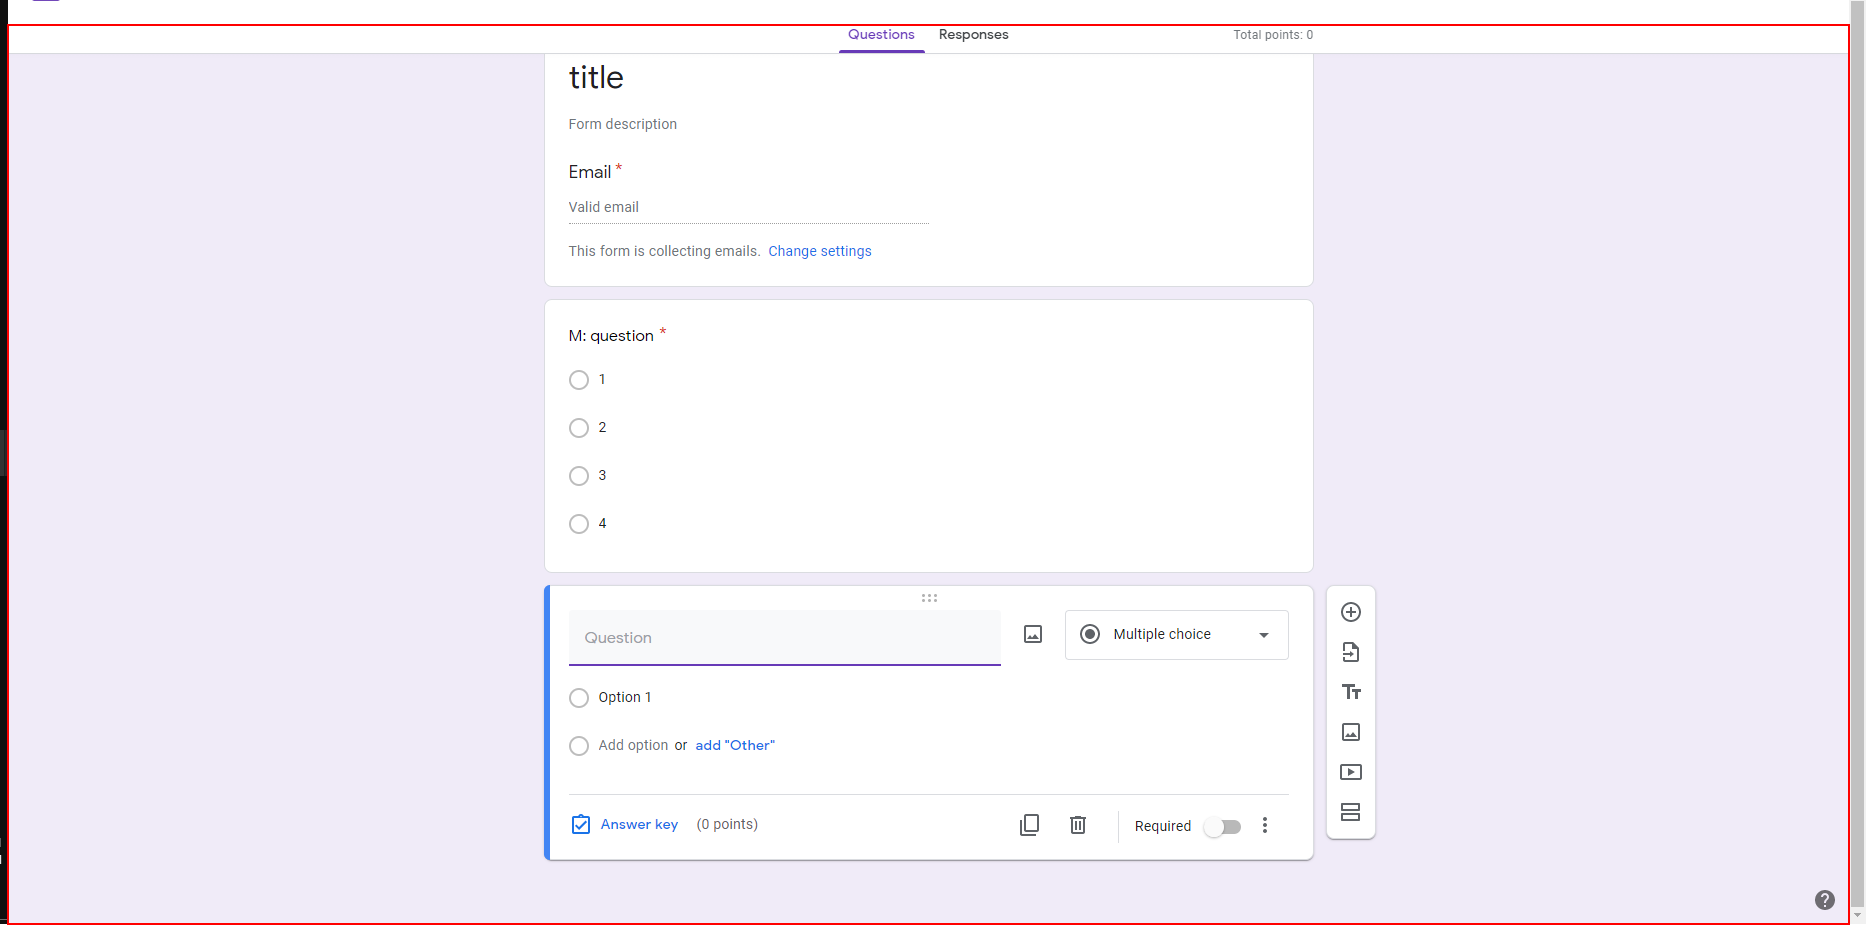 Questions Responses Total points: 0
title
Form description
Email *
Valid email
This form is collecting emails. Change settings
M: question *
1
2
3
4
Question Multiple choice
Option 1
Add option or add "Other"
Answer key (0 points) Required